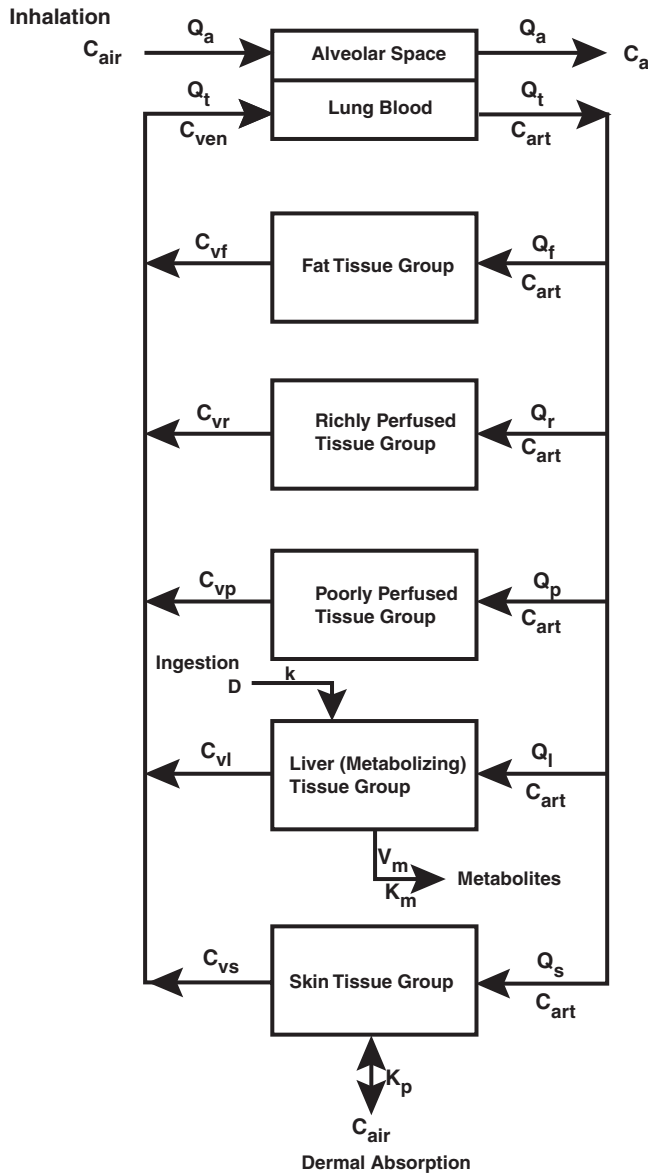 Inhalation
C_air
Q_a
Alveolar Space
Q_a
C_a
Q_t
C_ven
Lung Blood
Q_t
C_art
C_vf
Fat Tissue Group
Q_f
C_art
C_vr
Richly Perfused
Tissue Group
Q_r
C_art
C_vp
Poorly Perfused
Tissue Group
Q_p
C_art
Ingestion
D
k
C_vl
Liver (Metabolizing)
Tissue Group
Q_l
C_art
V_m
K_m
Metabolites
C_vs
Skin Tissue Group
Q_s
C_art
K_p
C_air
Dermal Absorption